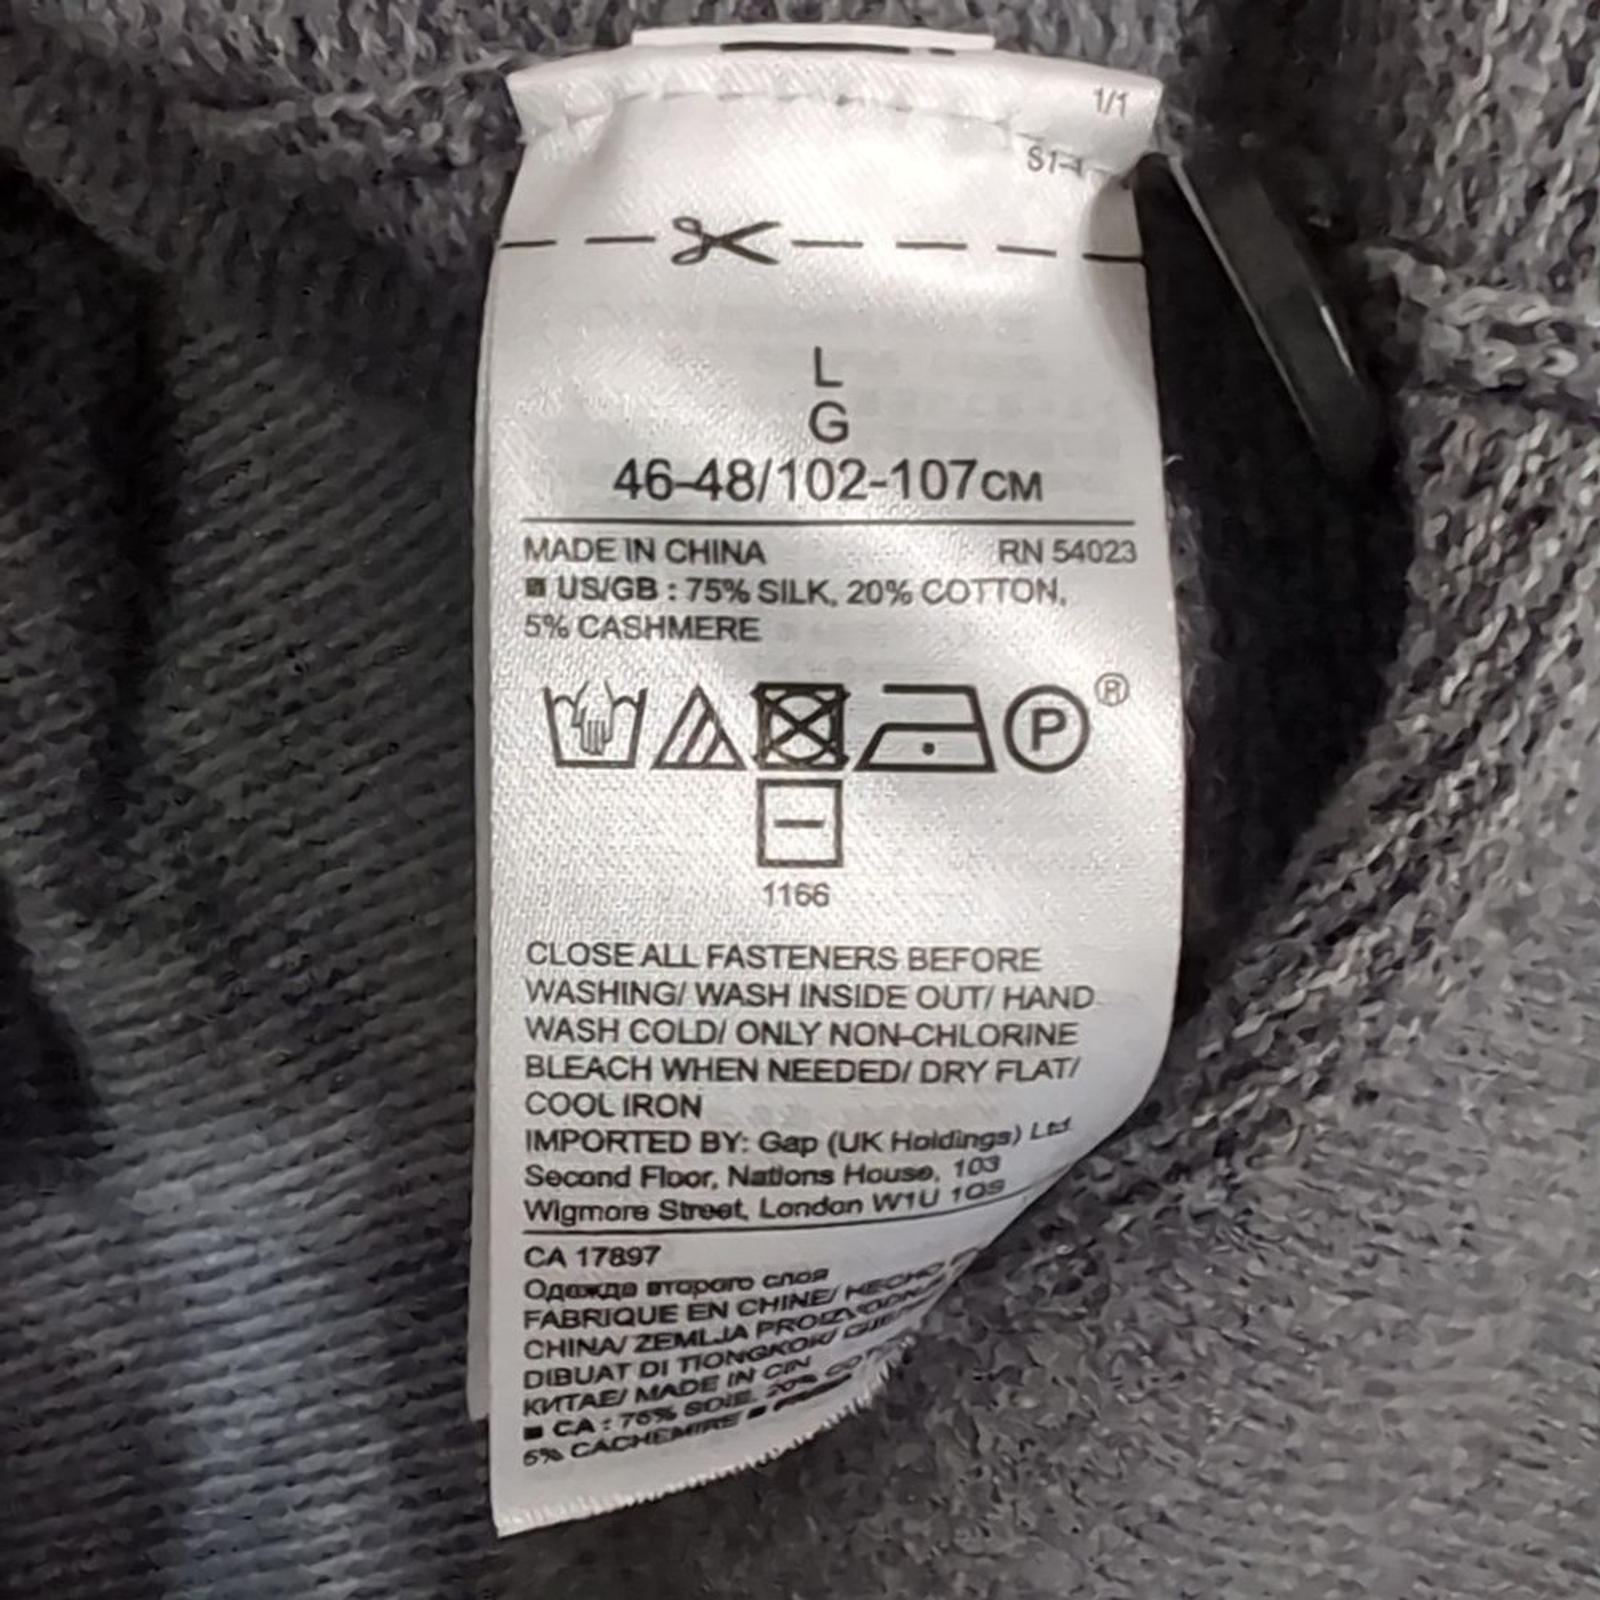 1/1
L
G
46-48/102-107CM
MADE IN CHINA RN 54023
US/GB : 75% SILK, 20% COTTON,
5% CASHMERE
P ®
1166
CLOSE ALL FASTENERS BEFORE
WASHING/ WASH INSIDE OUT/ HAND
WASH COLD/ ONLY NON-CHLORINE
BLEACH WHEN NEEDED/ DRY FLAT/
COOL IRON
IMPORTED BY: Gap (UK Holdings) Ltd.
Second Floor, Nations House, 103
Wigmore Street, London W1U 1QS
CA 17897
Одежда второго слоя
FABRIQUE EN CHINE/ HECHO
CHINA/ ZEMLJA
DIBUAT DI TIONGKOK/
КИТАЕ/ MADE IN CIN
CA : 75% SOIE, 20%
5% CACHEMIRE